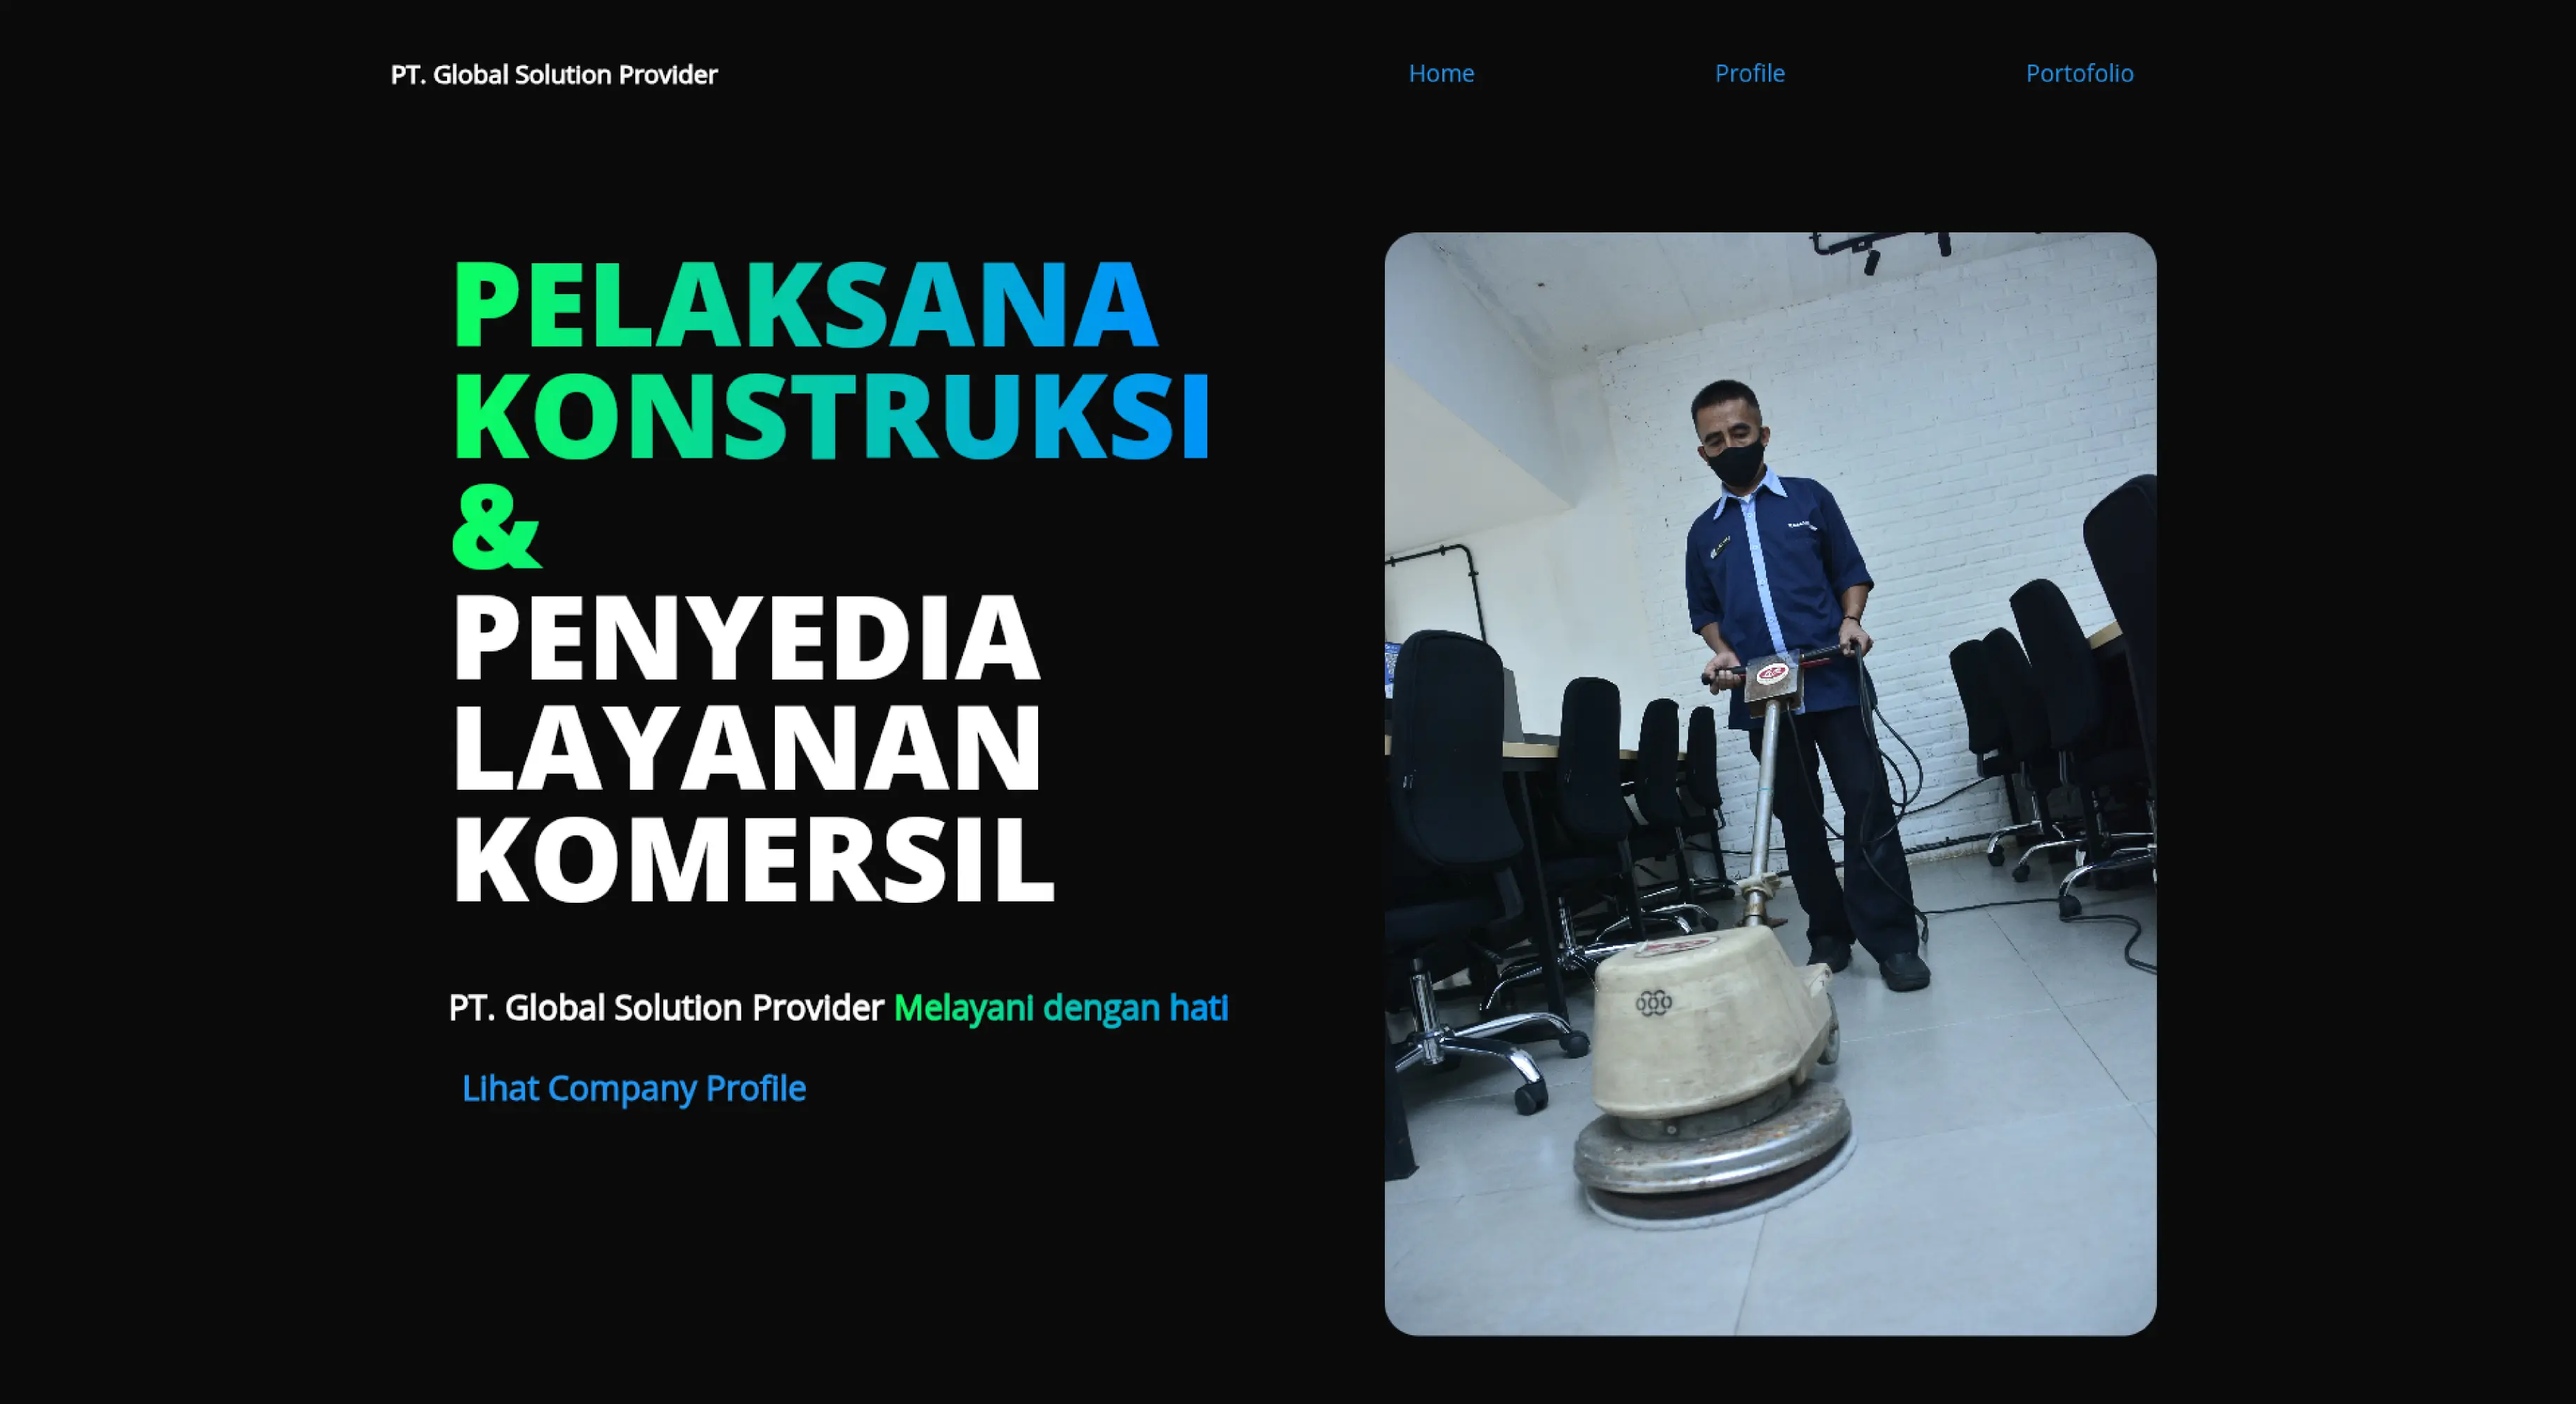 PT. Global Solution Provider
Home
Profile
Portofolio
PELAKSANA
KONSTRUKSI
&
PENYEDIA
LAYANAN
KOMERSIL
PT. Global Solution Provider Melayani dengan hati
Lihat Company Profile